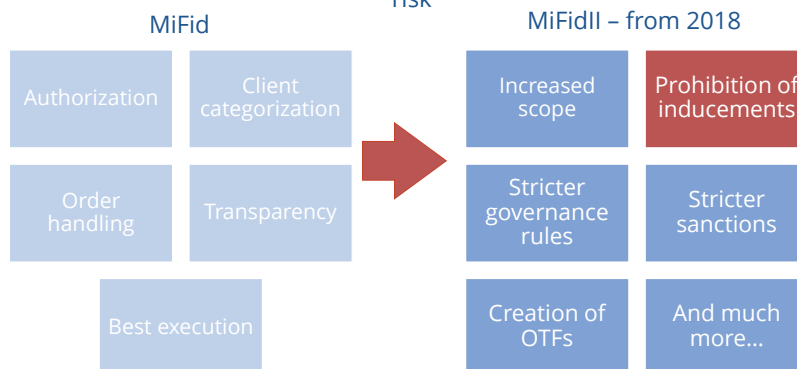 risk
MiFid
MiFidII – from 2018
Authorization
Client
categorization
Increased
scope
Prohibition of
inducements
Order
handling
Transparency
Stricter
governance
rules
Stricter
sanctions
Best execution
Creation of
OTFs
And much
more...